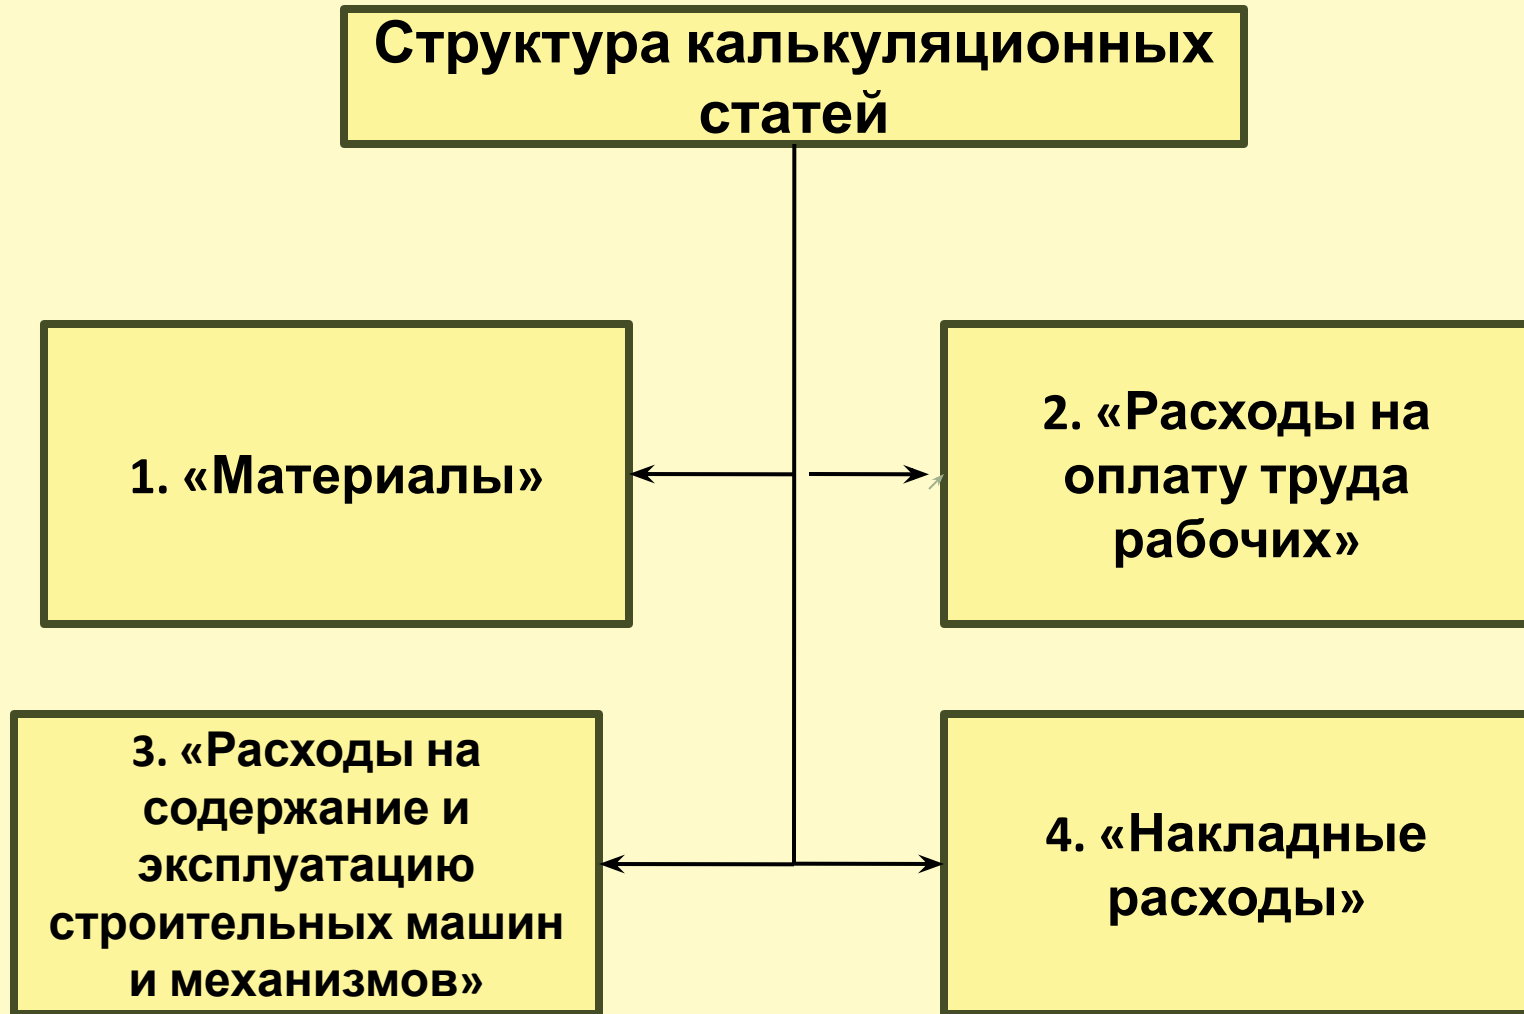 Структура калькуляционных
статей
1. «Материалы»
2. «Расходы на
оплату труда
рабочих»
3. «Расходы на
содержание и
эксплуатацию
строительных машин
и механизмов»
4. «Накладные
расходы»